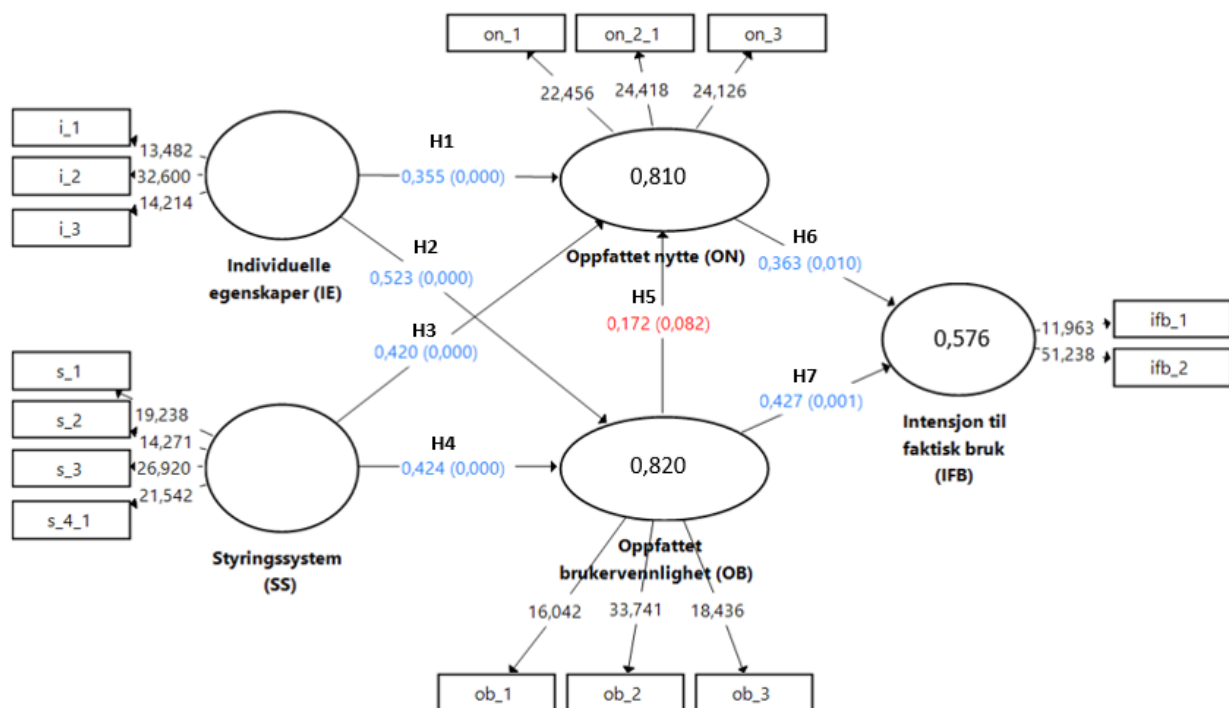 on_1
on_2_1
on_3
22,456
24,418
24,126
i_1
i_2
i_3
13,482
32,600
14,214
H1
0,355 (0,000)
0,810
Oppfattet nytte (ON)
Individuelle
egenskaper (IE)
H2
0,523 (0,000)
H3
0,420 (0,000)
H5
0,172 (0,082)
H6
0,363 (0,010)
0,576
11,963
51,238
ifb_1
ifb_2
Intensjon til
faktisk bruk
(IFB)
H7
0,427 (0,001)
s_1
s_2
s_3
s_4_1
19,238
14,271
26,920
21,542
H4
0,424 (0,000)
0,820
Styringssystem
(SS)
Oppfattet
brukervennlighet (OB)
16,042
33,741
18,436
ob_1
ob_2
ob_3